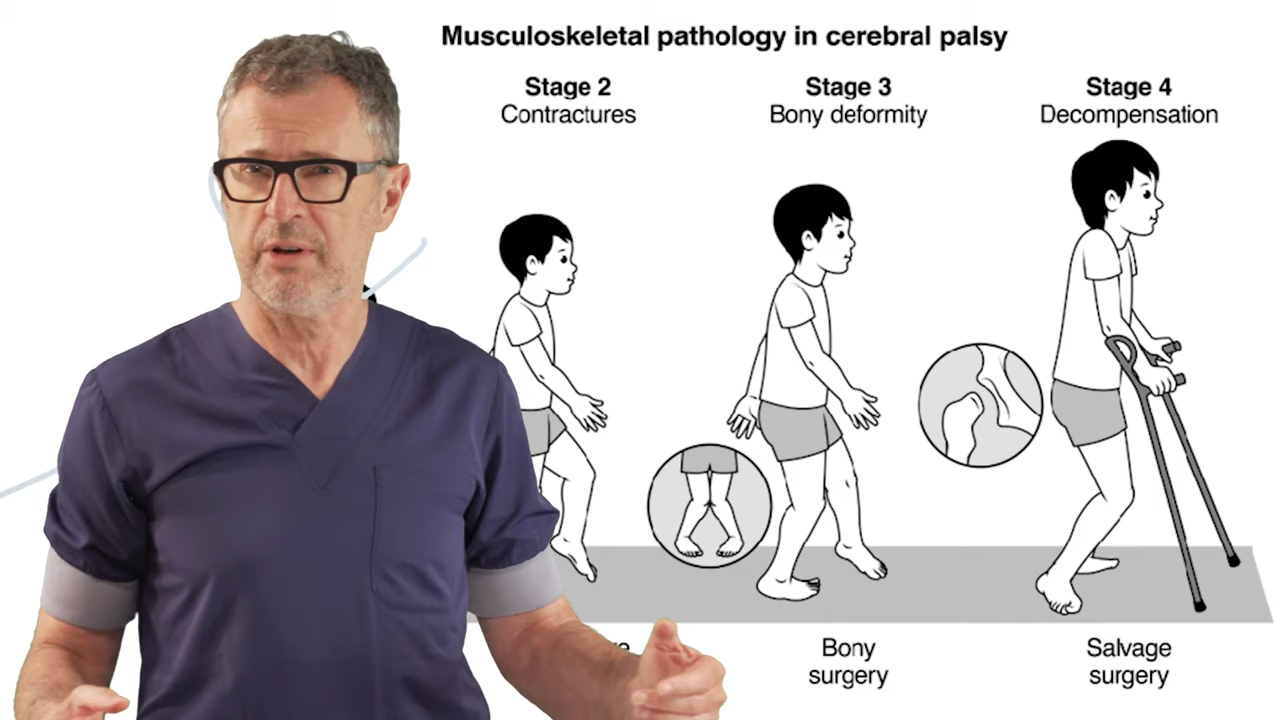 Musculoskeletal pathology in cerebral palsy
Stage 2
Contractures
Stage 3
Bony deformity
Stage 4
Decompensation
Bony
surgery
Salvage
surgery